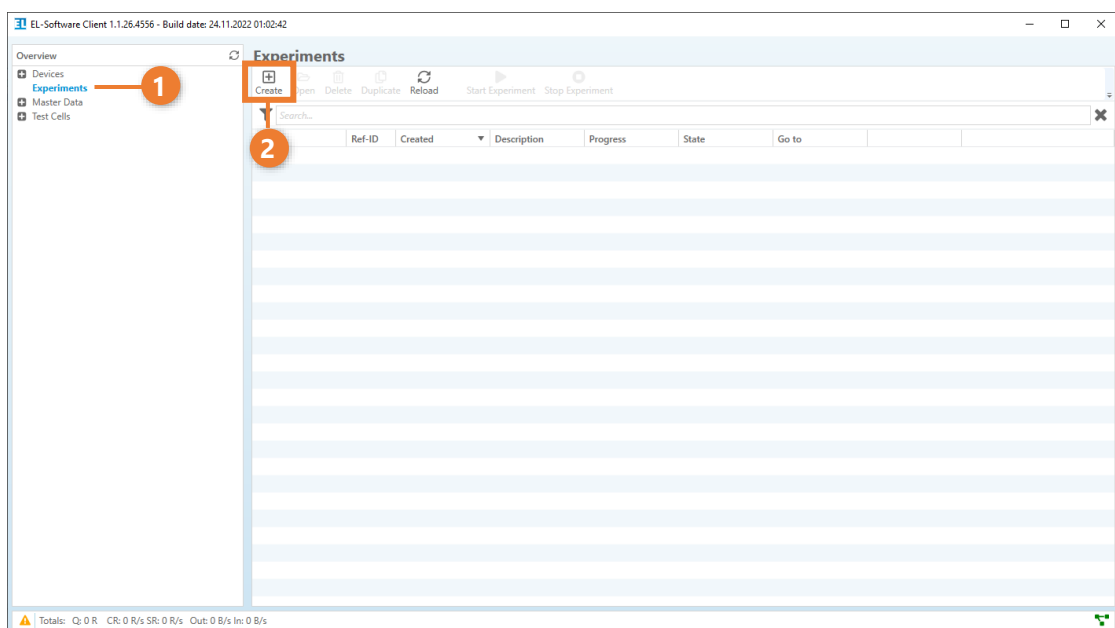 EL-Software Client 1.1.26.4556 - Build date: 24.11.2022 01:02:42
Overview
Devices
Experiments
Master Data
Test Cells
1
Experiments
Create Open Delete Duplicate Reload Start Experiment Stop Experiment
Search...
2
Ref-ID Created Description Progress State Go to
Totals: Q: 0 R CR: 0 R/s SR: 0 R/s Out: 0 B/s In: 0 B/s